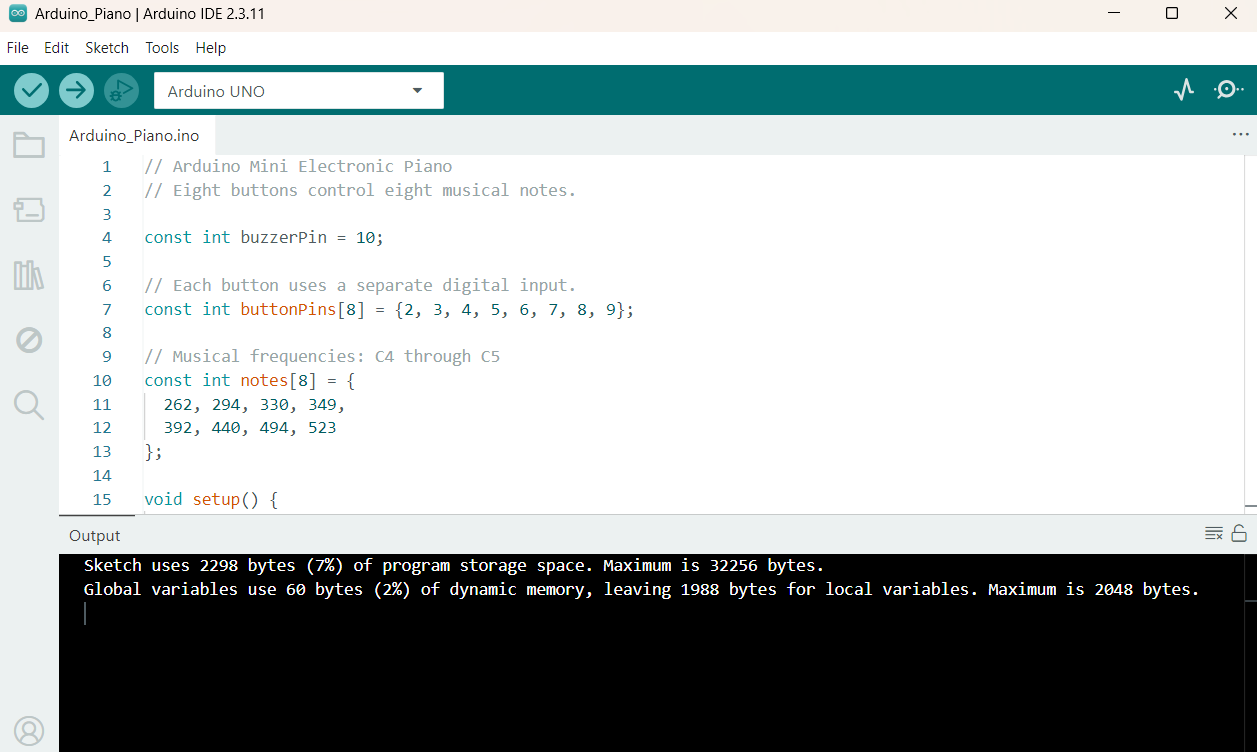 Arduino_Piano | Arduino IDE 2.3.11
File Edit Sketch Tools Help
Arduino UNO
Arduino_Piano.ino
1 // Arduino Mini Electronic Piano
2 // Eight buttons control eight musical notes.
3
4 const int buzzerPin = 10;
5
6 // Each button uses a separate digital input.
7 const int buttonPins[8] = {2, 3, 4, 5, 6, 7, 8, 9};
8
9 // Musical frequencies: C4 through C5
10 const int notes[8] = {
11   262, 294, 330, 349,
12   392, 440, 494, 523
13 };
14
15 void setup() {
Output
Sketch uses 2298 bytes (7%) of program storage space. Maximum is 32256 bytes.
Global variables use 60 bytes (2%) of dynamic memory, leaving 1988 bytes for local variables. Maximum is 2048 bytes.